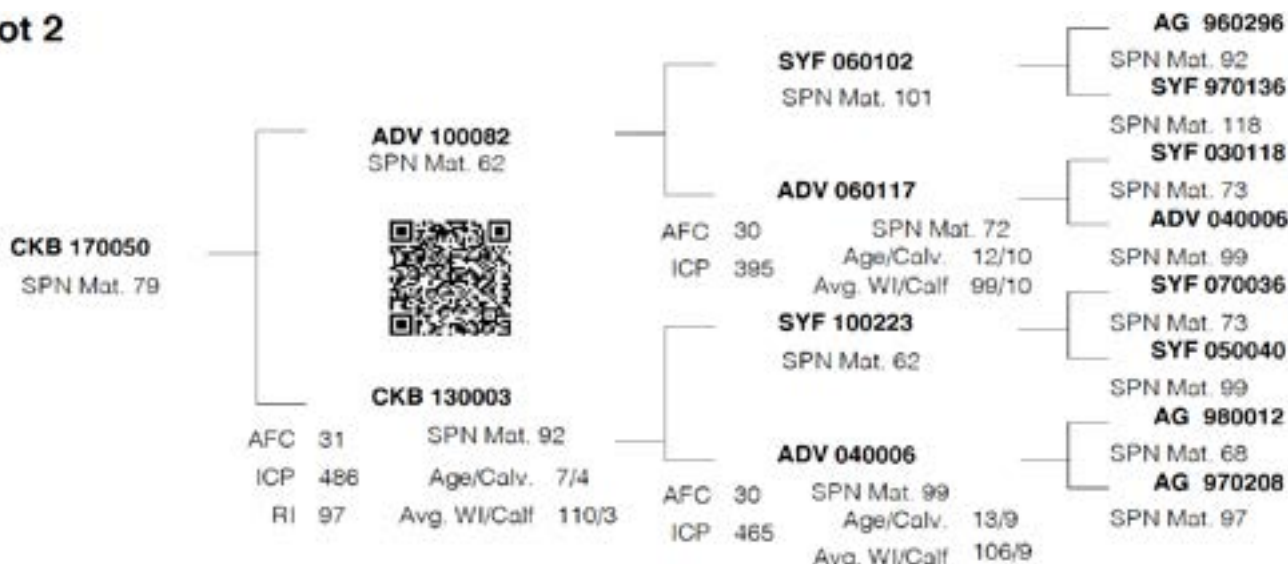 ot 2
CKB 170050
SPN Mat. 79
ADV 100082
SPN Mat. 62
CKB 130003
AFC 31 SPN Mat. 92
ICP 486 Age/Calv. 7/4
RI 97 Avg. WI/Calf 110/3
SYF 060102
SPN Mat. 101
ADV 060117
AFC 30 SPN Mat. 72
ICP 395 Age/Calv. 12/10
Avg. WI/Calf 99/10
SYF 100223
SPN Mat. 62
ADV 040006
AFC 30 SPN Mat. 99
ICP 465 Age/Calv. 13/9
Avg. WI/Calf 106/9
AG 960296
SPN Mat. 92
SYF 970136
SPN Mat. 118
SYF 030118
SPN Mat. 73
ADV 040006
SPN Mat. 99
SYF 070036
SPN Mat. 73
SYF 050040
SPN Mat. 99
AG 980012
SPN Mat. 68
AG 970208
SPN Mat. 97